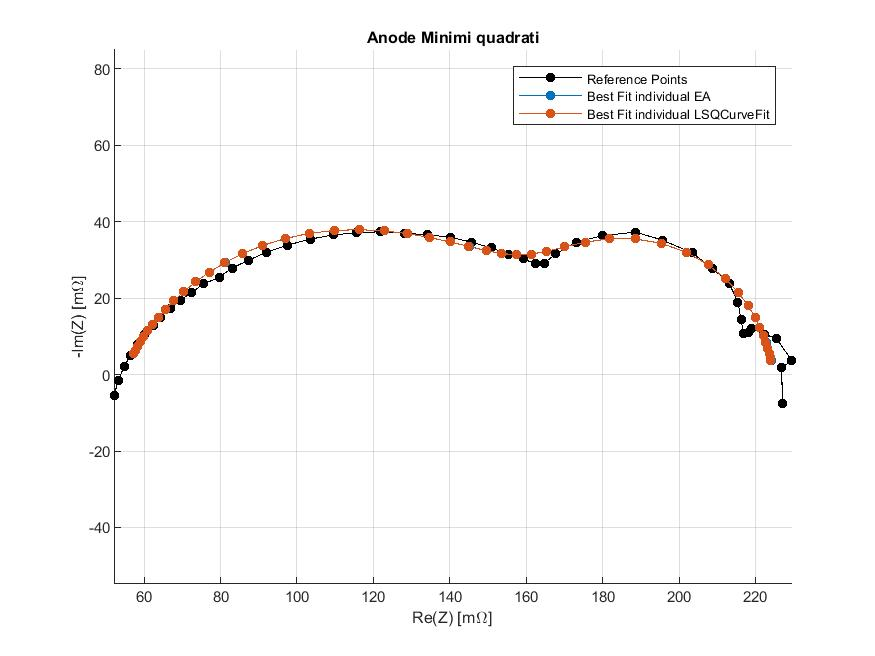 Anode Minimi quadrati
Reference Points
Best Fit individual EA
Best Fit individual LSQCurveFit
80
60
40
20
0
-20
-40
-Im(Z) [mΩ]
60 80 100 120 140 160 180 200 220
Re(Z) [mΩ]